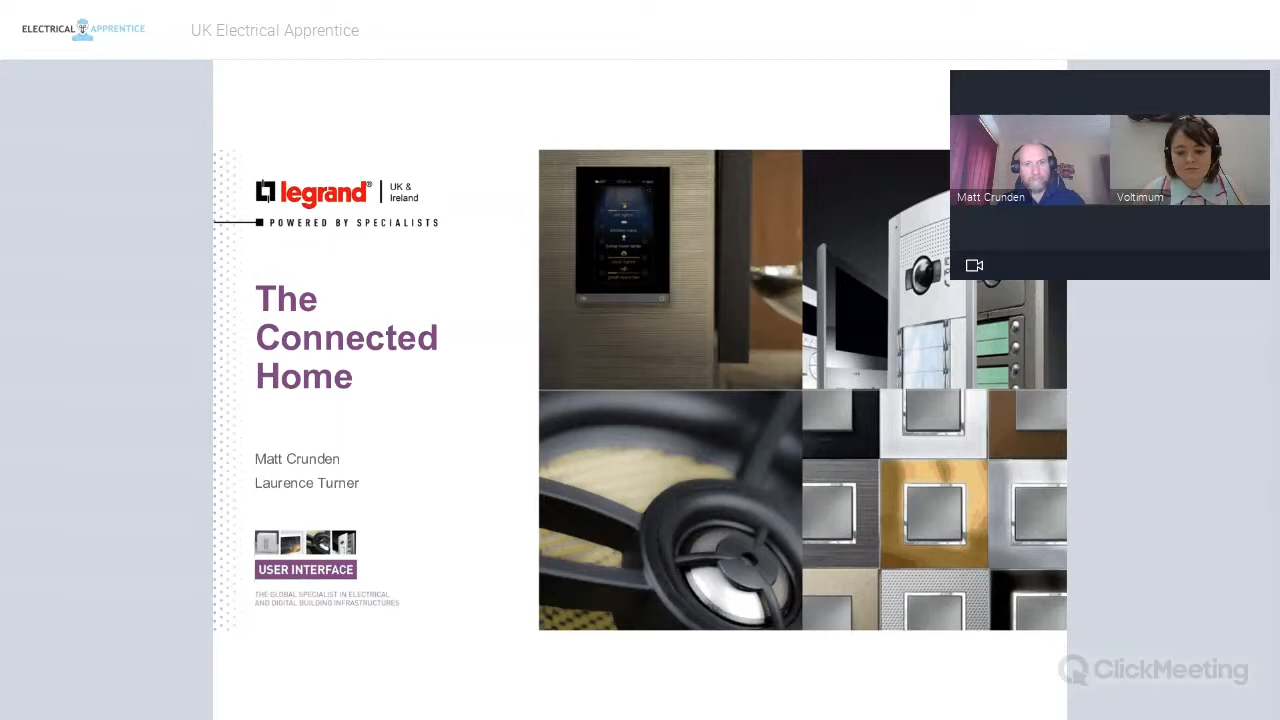 ELECTRICAL APPRENTICE
UK Electrical Apprentice
legrand®
UK &
Ireland
POWERED BY SPECIALISTS
The
Connected
Home
Matt Crunden
Laurence Turner
USER INTERFACE
THE GLOBAL SPECIALIST IN ELECTRICAL
AND DIGITAL BUILDING INFRASTRUCTURES
Matt Crunden
Voltimum
ClickMeeting